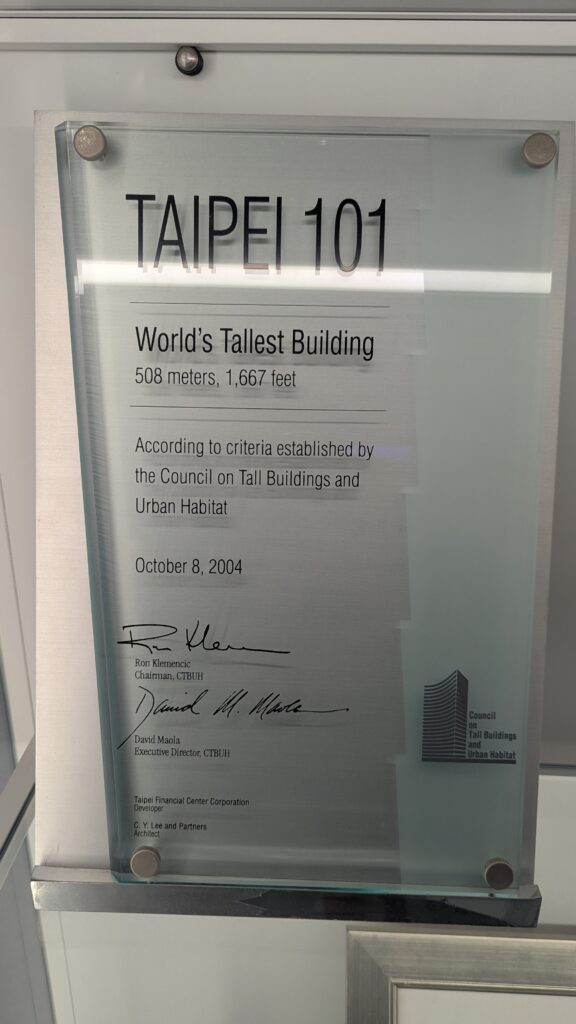 TAIPEI 101
World's Tallest Building
508 meters, 1,667 feet
According to criteria established by
the Council on Tall Buildings and
Urban Habitat
October 8, 2004
Ron Klemencic
Chairman, CTBUH
David M. Maola
David Maola
Executive Director, CTBUH
Taipei Financial Center Corporation
Developer
C. Y. Lee and Partners
Architect
Council
on
Tall Buildings
and
Urban Habitat